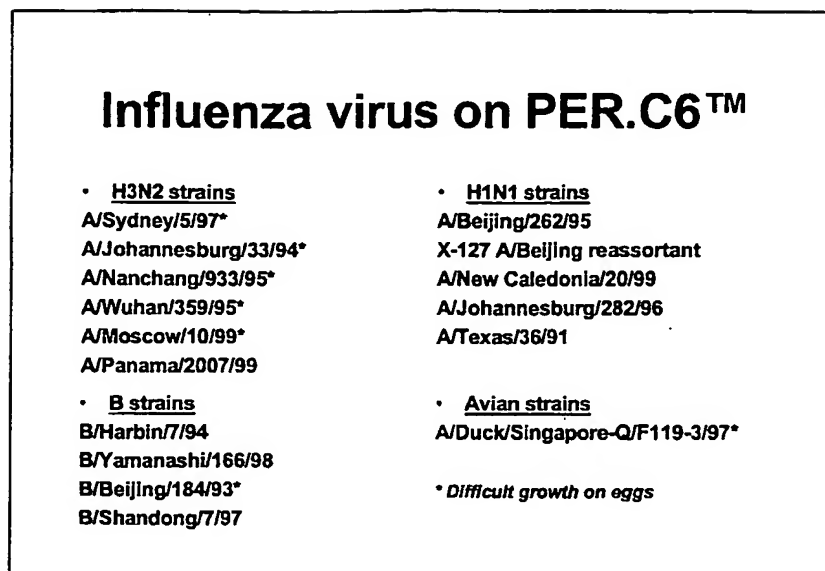 Influenza virus on PER.C6™
• H3N2 strains
A/Sydney/5/97*
A/Johannesburg/33/94*
A/Nanchang/933/95*
A/Wuhan/359/95*
A/Moscow/10/99*
A/Panama/2007/99
• B strains
B/Harbin/7/94
B/Yamanashi/166/98
B/Beijing/184/93*
B/Shandong/7/97
• H1N1 strains
A/Beijing/262/95
X-127 A/Beijing reassortant
A/New Caledonia/20/99
A/Johannesburg/282/96
A/Texas/36/91
• Avian strains
A/Duck/Singapore-Q/F119-3/97*
* Difficult growth on eggs